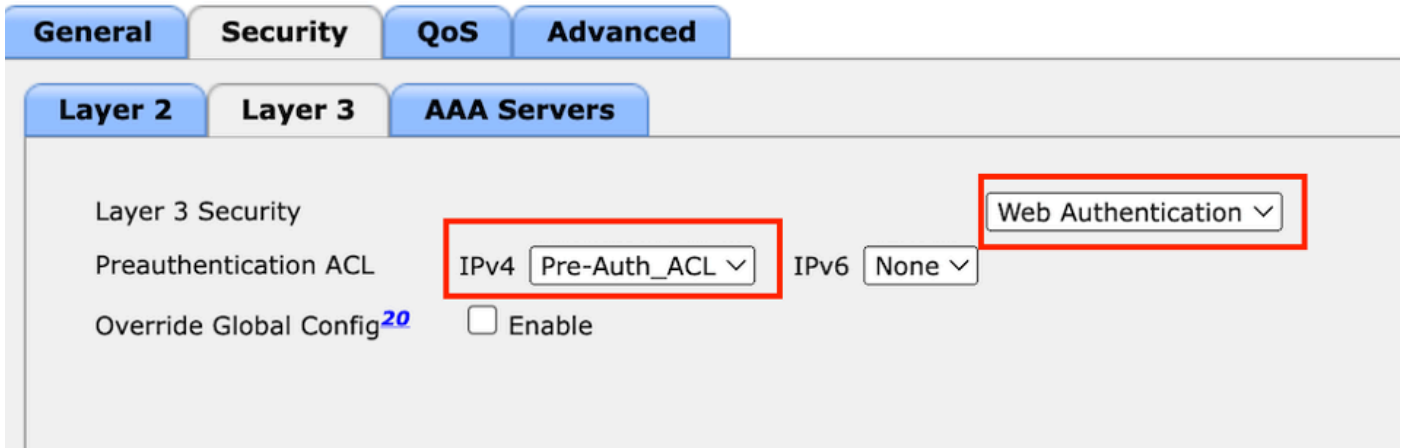 General Security QoS Advanced
Layer 2 Layer 3 AAA Servers
Layer 3 Security Web Authentication
Preauthentication ACL IPv4 Pre-Auth_ACL IPv6 None
Override Global Config20 Enable